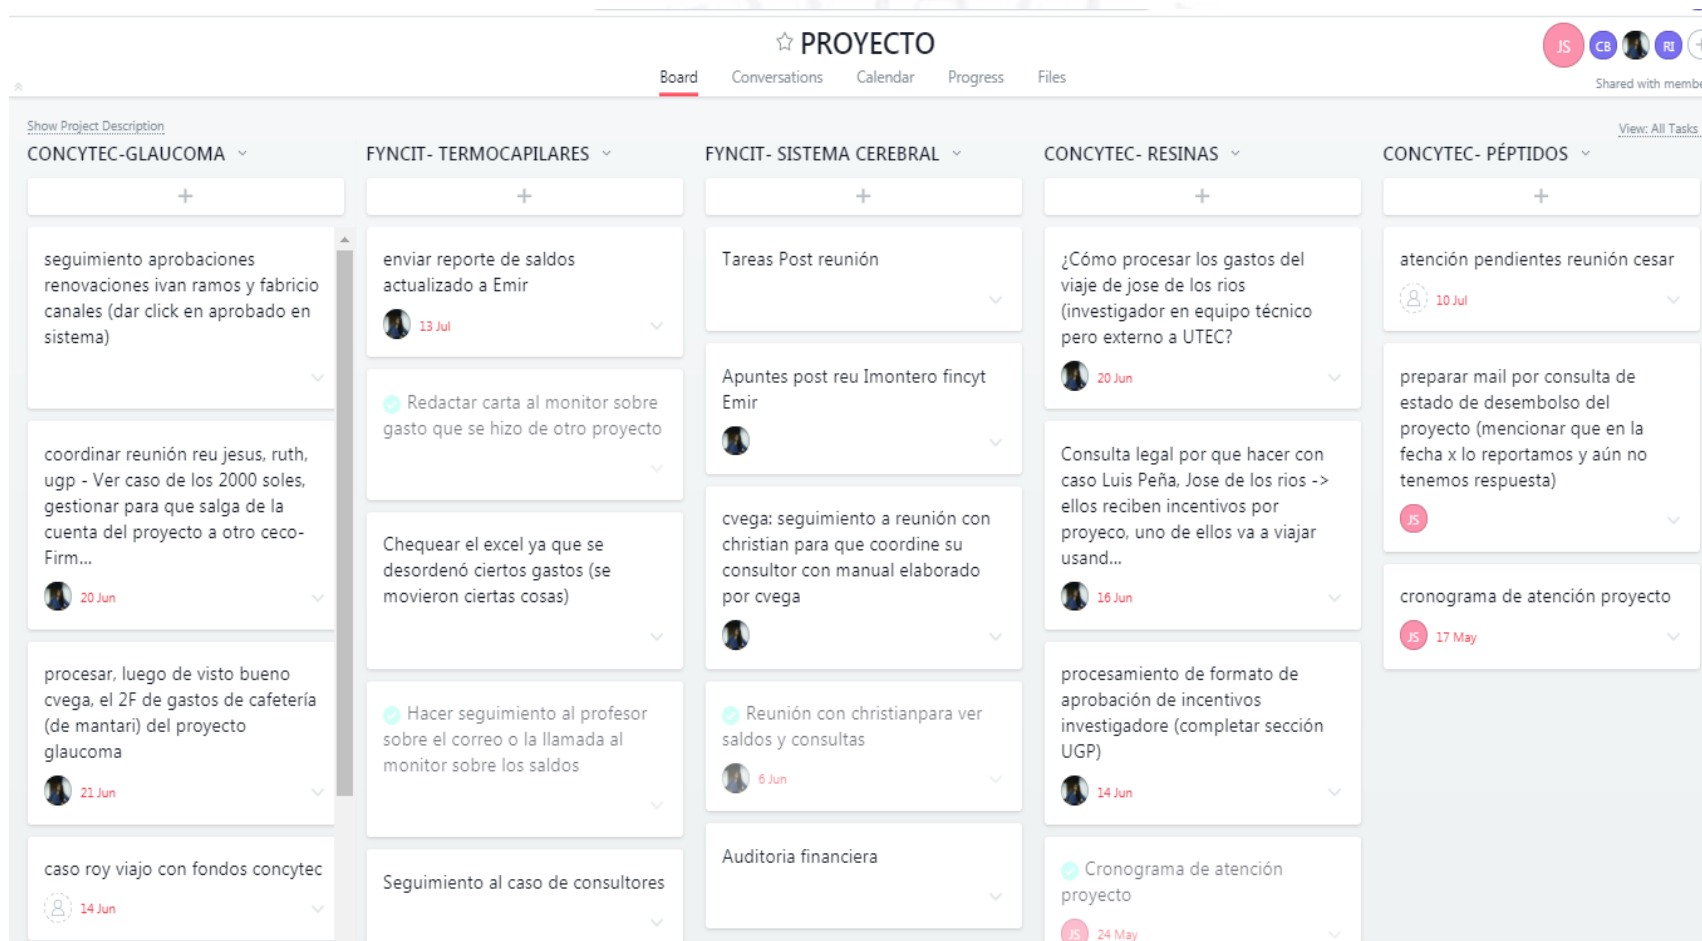 PROYECTO
JS
CB
RI
Board
Conversations
Calendar
Progress
Files
Shared with membe
Show Project Description
View: All Tasks
CONCYTEC-GLAUCOMA
seguimiento aprobaciones
renovaciones ivan ramos y fabricio
canales (dar click en aprobado en
sistema)
coordinar reunión reu jesus, ruth,
ugp - Ver caso de los 2000 soles,
gestionar para que salga de la
cuenta del proyecto a otro ceco-
Firm...
20 Jun
procesar, luego de visto bueno
cvega, el 2F de gastos de cafetería
(de mantari) del proyecto
glaucoma
21 Jun
caso roy viajo con fondos concytec
14 Jun
FYNCIT- TERMOCAPILARES
enviar reporte de saldos
actualizado a Emir
13 Jul
Redactar carta al monitor sobre
gasto que se hizo de otro proyecto
Chequear el excel ya que se
desordenó ciertos gastos (se
movieron ciertas cosas)
Hacer seguimiento al profesor
sobre el correo o la llamada al
monitor sobre los saldos
Seguimiento al caso de consultores
FYNCIT- SISTEMA CEREBRAL
Tareas Post reunión
Apuntes post reu Imontero fincyt
Emir
cvega: seguimiento a reunión con
christian para que coordine su
consultor con manual elaborado
por cvega
Reunión con christianpara ver
saldos y consultas
6 Jun
Auditoria financiera
CONCYTEC- RESINAS
¿Cómo procesar los gastos del
viaje de jose de los rios
(investigador en equipo técnico
pero externo a UTEC?
20 Jun
Consulta legal por que hacer con
caso Luis Peña, Jose de los rios ->
ellos reciben incentivos por
proyeco, uno de ellos va a viajar
usand...
16 Jun
procesamiento de formato de
aprobación de incentivos
investigadore (completar sección
UGP)
14 Jun
Cronograma de atención
proyecto
JS
24 May
CONCYTEC- PÉPTIDOS
atención pendientes reunión cesar
10 Jul
preparar mail por consulta de
estado de desembolso del
proyecto (mencionar que en la
fecha x lo reportamos y aún no
tenemos respuesta)
JS
cronograma de atención proyecto
JS
17 May